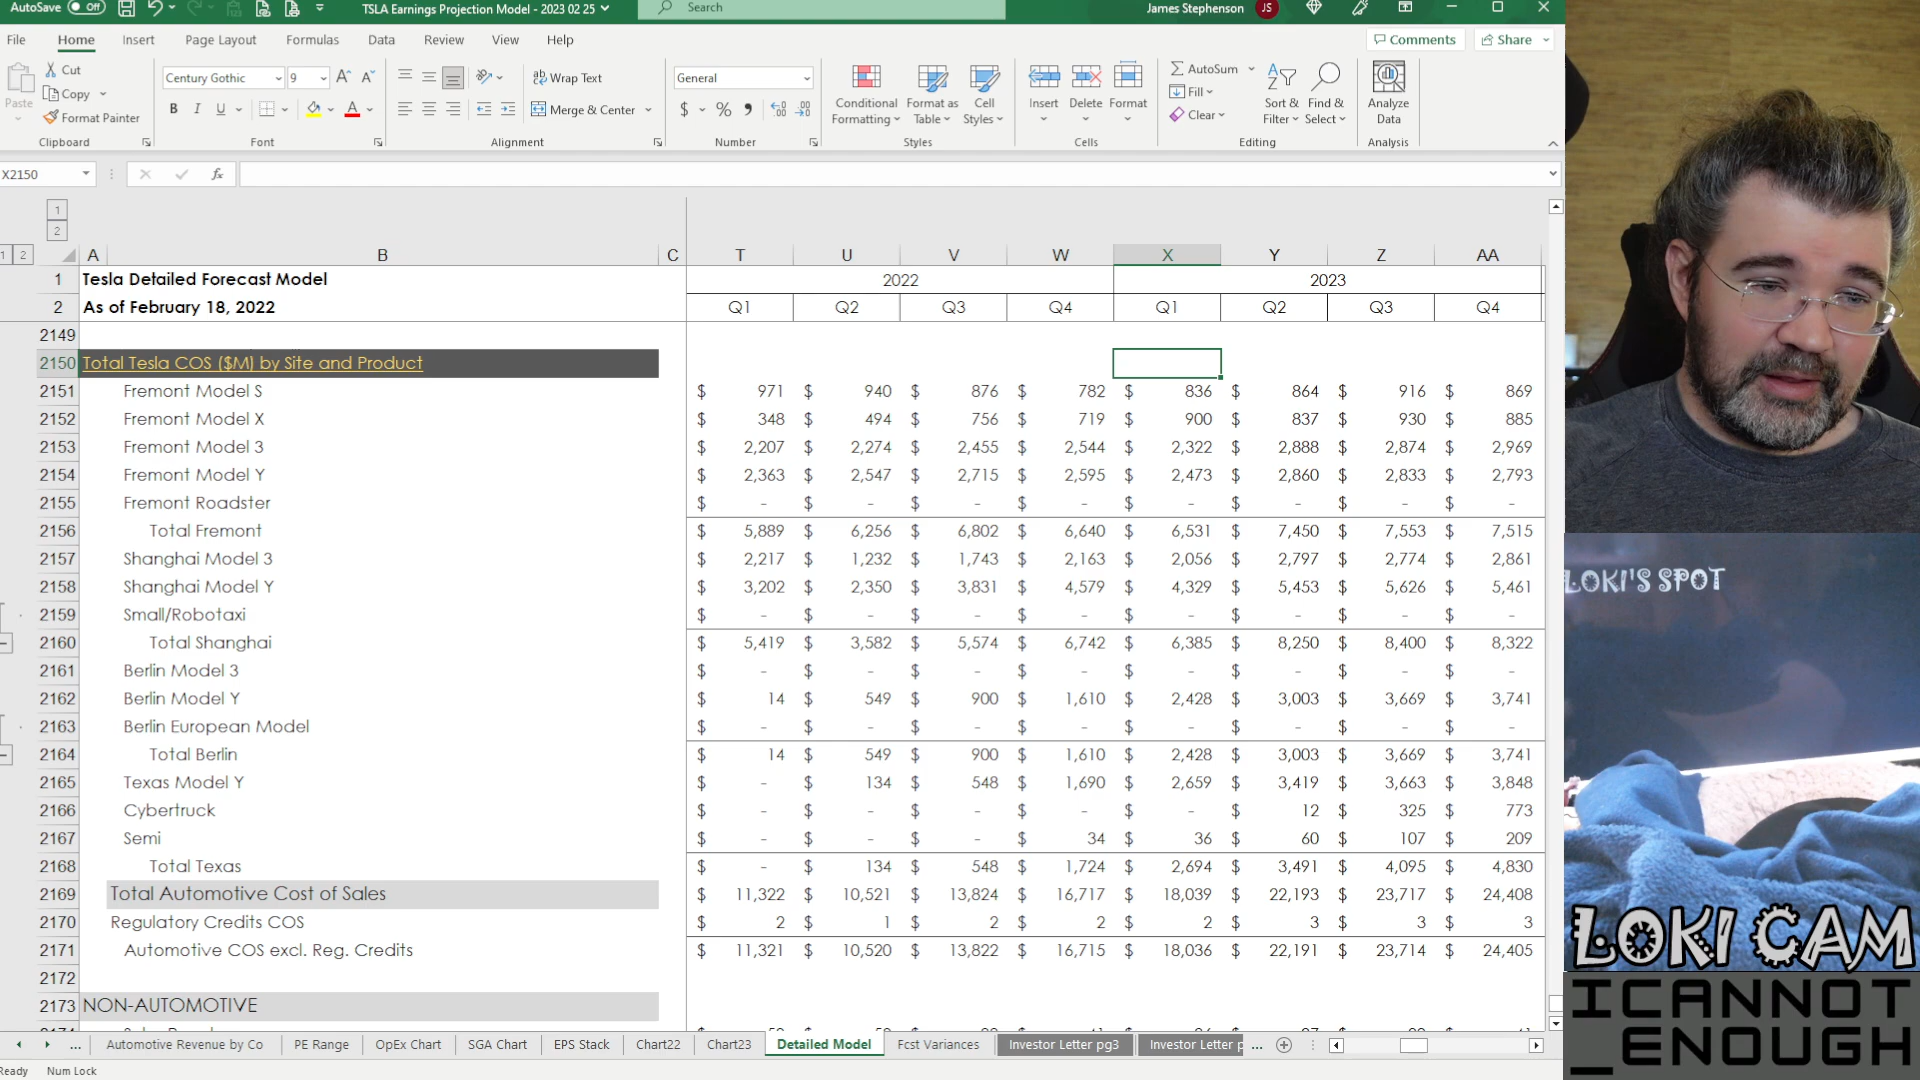 AutoSave Off TSLA Earnings Projection Model - 2023 02 25 Search James Stephenson JS
File Home Insert Page Layout Formulas Data Review View Help Comments Share
Paste Cut Copy Format Painter Clipboard
Century Gothic 9 B I U A Font
Wrap Text Merge & Center Alignment
General $ % Number
Conditional Formatting Format as Table Cell Styles Styles
Insert Delete Format Cells
AutoSum Fill Clear Sort & Filter Find & Select Editing
Analyze Data Analysis
X2150 fx
1
2
1 2 A B C T U V W X Y Z AA
1 Tesla Detailed Forecast Model 2022 2023
2 As of February 18, 2022 Q1 Q2 Q3 Q4 Q1 Q2 Q3 Q4
2149
2150 Total Tesla COS ($M) by Site and Product
2151 Fremont Model S $ 971 $ 940 $ 876 $ 782 $ 836 $ 864 $ 916 $ 869
2152 Fremont Model X $ 348 $ 494 $ 756 $ 719 $ 900 $ 837 $ 930 $ 885
2153 Fremont Model 3 $ 2,207 $ 2,274 $ 2,455 $ 2,544 $ 2,322 $ 2,888 $ 2,874 $ 2,969
2154 Fremont Model Y $ 2,363 $ 2,547 $ 2,715 $ 2,595 $ 2,473 $ 2,860 $ 2,833 $ 2,793
2155 Fremont Roadster $ - $ - $ - $ - $ - $ - $ - $ -
2156 Total Fremont $ 5,889 $ 6,256 $ 6,802 $ 6,640 $ 6,531 $ 7,450 $ 7,553 $ 7,515
2157 Shanghai Model 3 $ 2,217 $ 1,232 $ 1,743 $ 2,163 $ 2,056 $ 2,797 $ 2,774 $ 2,861
2158 Shanghai Model Y $ 3,202 $ 2,350 $ 3,831 $ 4,579 $ 4,329 $ 5,453 $ 5,626 $ 5,461
2159 Small/Robotaxi $ - $ - $ - $ - $ - $ - $ - $ -
2160 Total Shanghai $ 5,419 $ 3,582 $ 5,574 $ 6,742 $ 6,385 $ 8,250 $ 8,400 $ 8,322
2161 Berlin Model 3 $ - $ - $ - $ - $ - $ - $ - $ -
2162 Berlin Model Y $ 14 $ 549 $ 900 $ 1,610 $ 2,428 $ 3,003 $ 3,669 $ 3,741
2163 Berlin European Model $ - $ - $ - $ - $ - $ - $ - $ -
2164 Total Berlin $ 14 $ 549 $ 900 $ 1,610 $ 2,428 $ 3,003 $ 3,669 $ 3,741
2165 Texas Model Y $ - $ 134 $ 548 $ 1,690 $ 2,659 $ 3,419 $ 3,663 $ 3,848
2166 Cybertruck $ - $ - $ - $ - $ - $ 12 $ 325 $ 773
2167 Semi $ - $ - $ - $ 34 $ 36 $ 60 $ 107 $ 209
2168 Total Texas $ - $ 134 $ 548 $ 1,724 $ 2,694 $ 3,491 $ 4,095 $ 4,830
2169 Total Automotive Cost of Sales $ 11,322 $ 10,521 $ 13,824 $ 16,717 $ 18,039 $ 22,193 $ 23,717 $ 24,408
2170 Regulatory Credits COS $ 2 $ 1 $ 2 $ 2 $ 2 $ 3 $ 3 $ 3
2171 Automotive COS excl. Reg. Credits $ 11,321 $ 10,520 $ 13,822 $ 16,715 $ 18,036 $ 22,191 $ 23,714 $ 24,405
2172
2173 NON-AUTOMOTIVE
... Automotive Revenue by Co PE Range OpEx Chart SGA Chart EPS Stack Chart22 Chart23 Detailed Model Fcst Variances Investor Letter pg3 Investor Letter p ...
Ready Num Lock
LOKI'S SPOT
LOKI CAM
ICANNOT
_ENOUGH